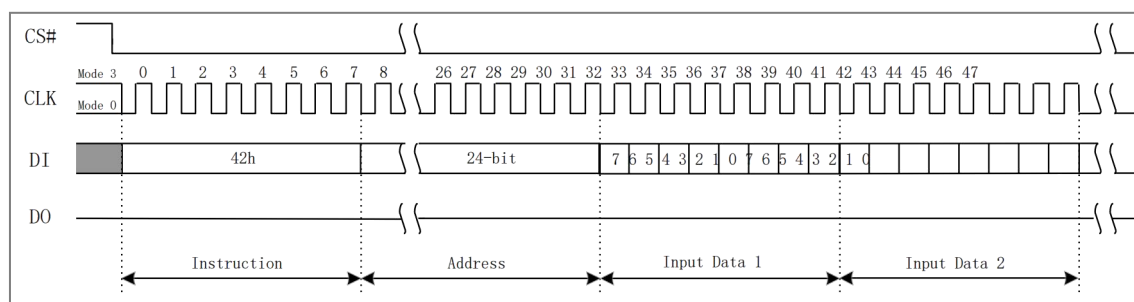 CS#
Mode 3 0 1 2 3 4 5 6 7 8 26 27 28 29 30 31 32 33 34 35 36 37 38 39 40 41 42 43 44 45 46 47
CLK
Mode 0
DI 42h 24-bit 7 6 5 4 3 2 1 0 7 6 5 4 3 2 1 0
DO
Instruction Address Input Data 1 Input Data 2